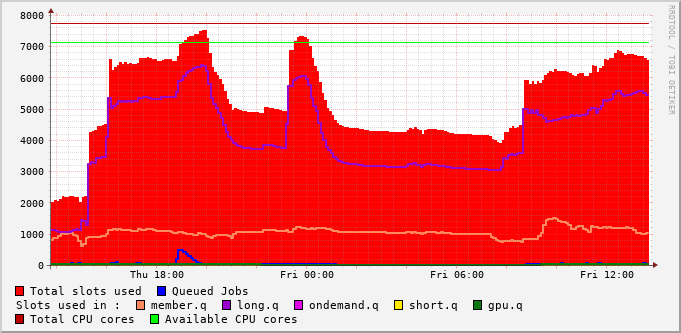 RRDTOOL / TOBI OETIKER
8000
7000
6000
5000
4000
3000
2000
1000
0
Thu 18:00 Fri 00:00 Fri 06:00 Fri 12:00
Total slots used Queued Jobs
Slots used in : member.q long.q ondemand.q short.q gpu.q
Total CPU cores Available CPU cores